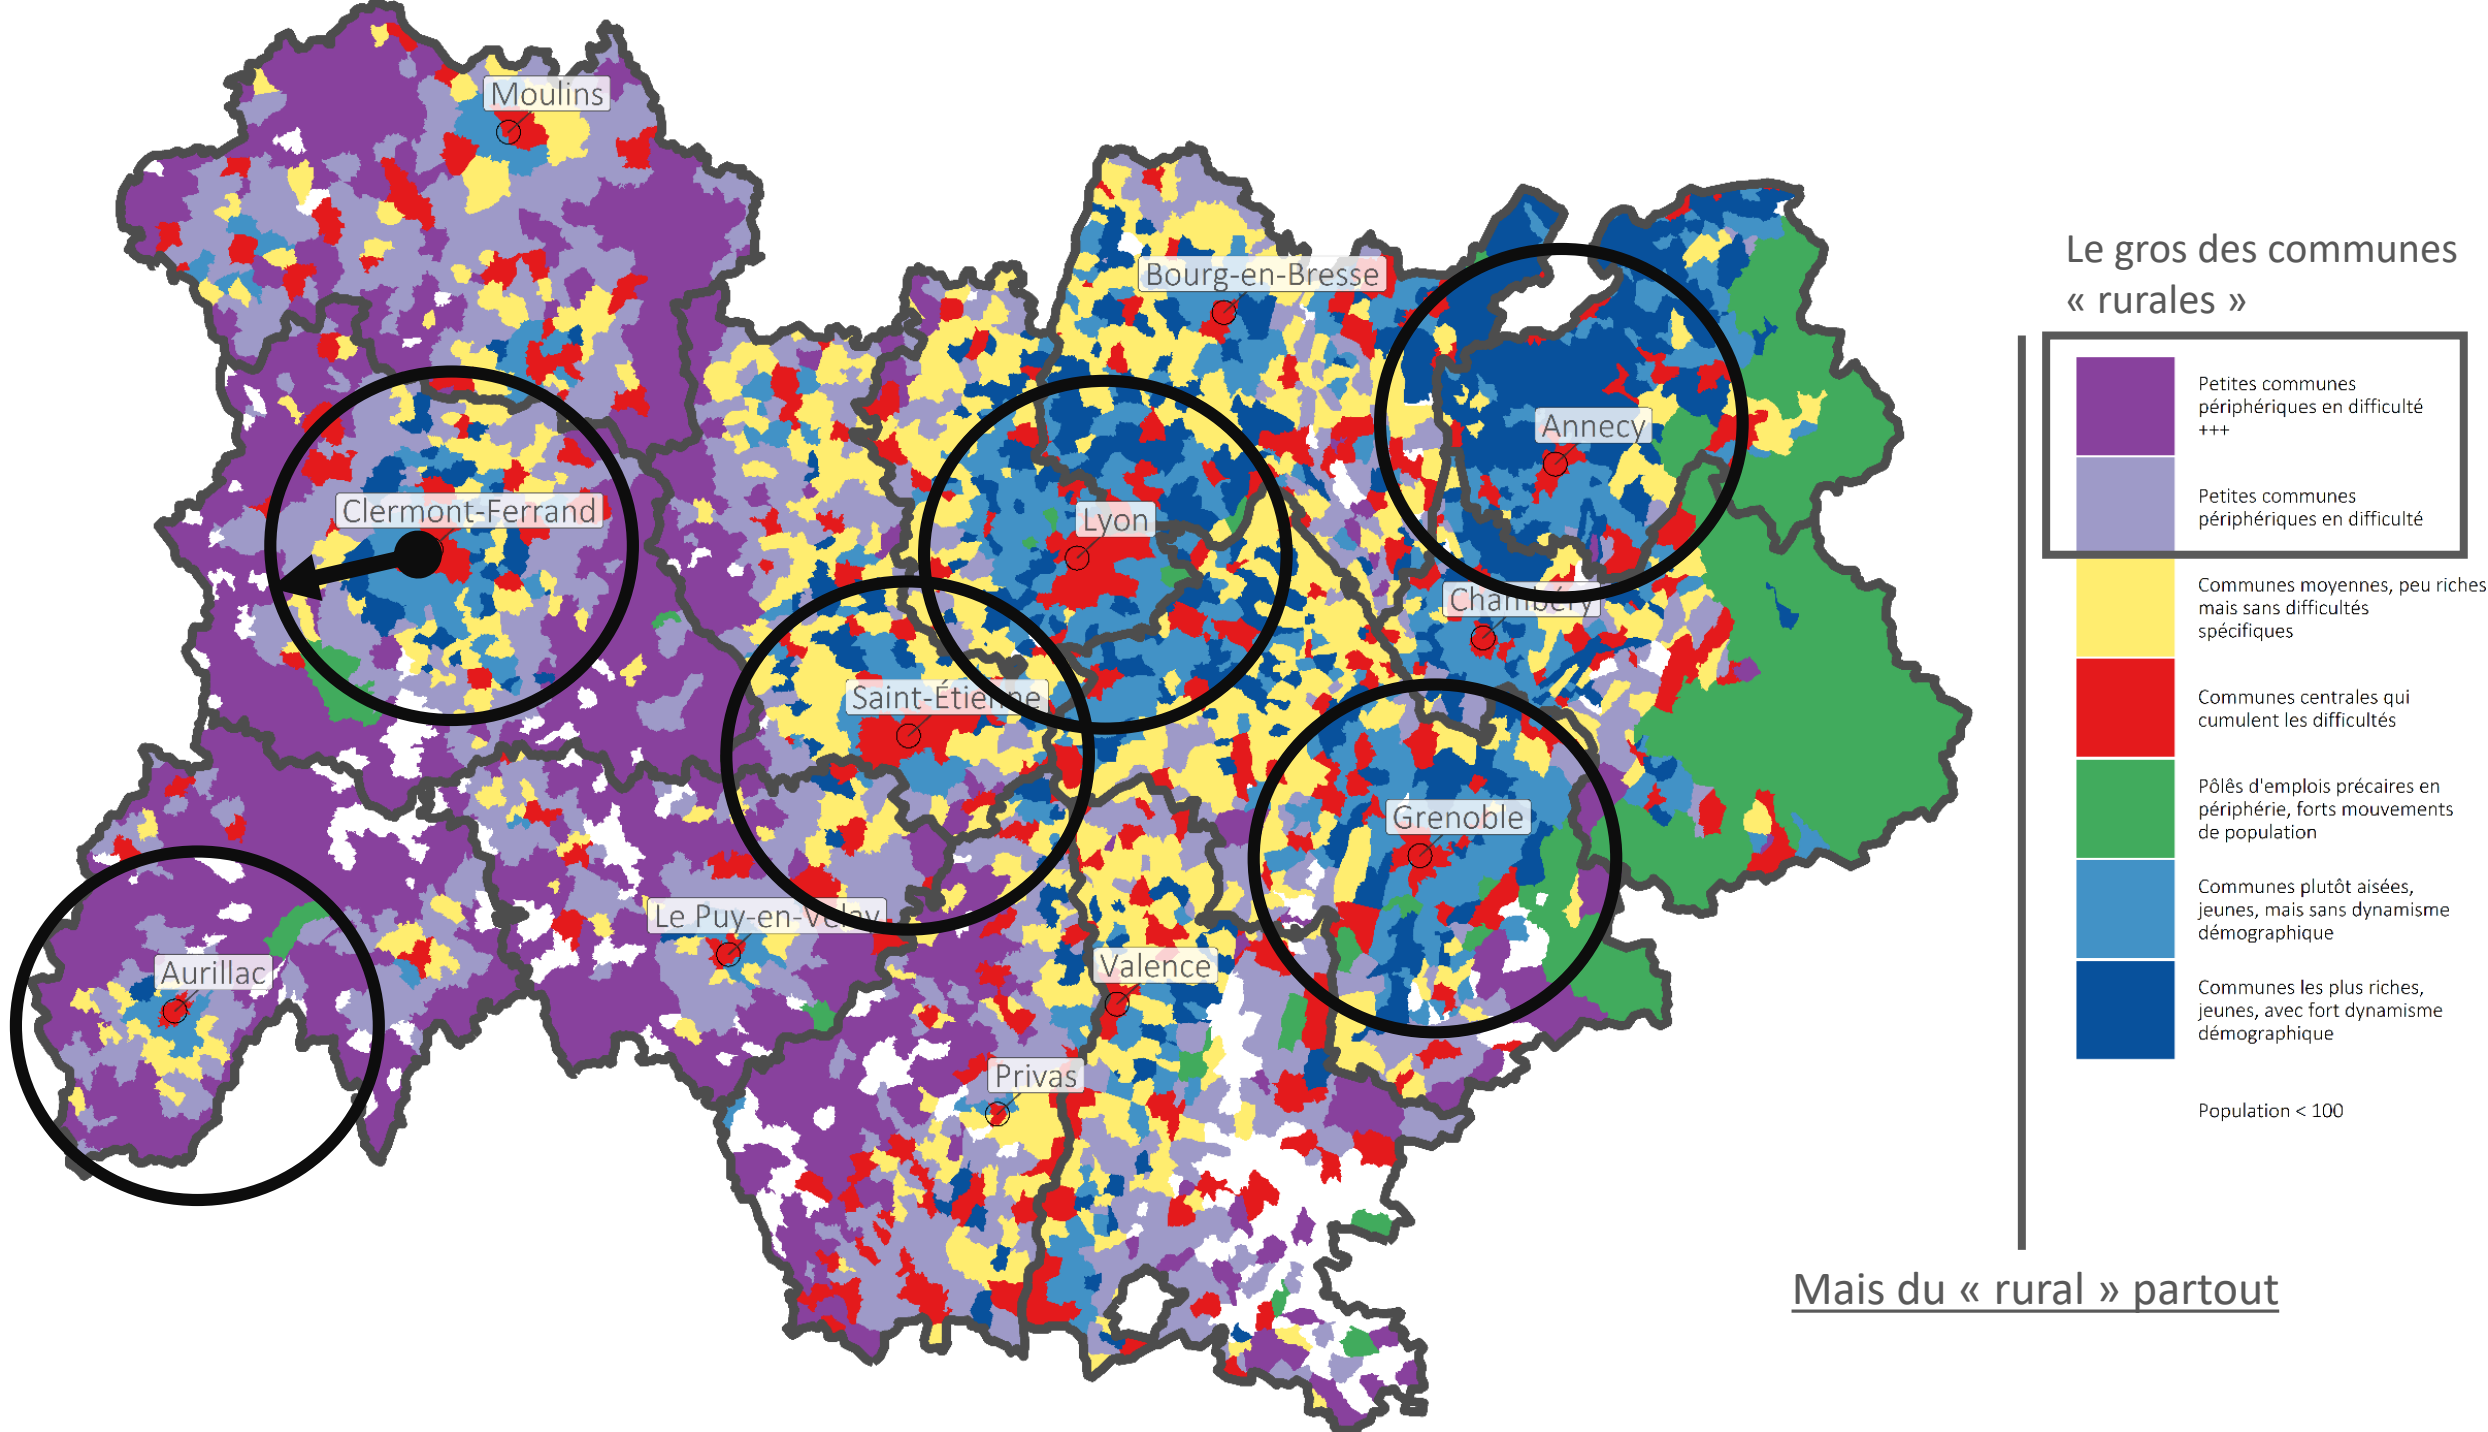 Moulins
Bourg-en-Bresse
Annecy
Clermont-Ferrand
Lyon
Chambéry
Saint-Étienne
Grenoble
Le Puy-en-Velay
Valence
Aurillac
Privas
Le gros des communes
« rurales »
Petites communes
périphériques en difficulté
+++
Petites communes
périphériques en difficulté
Communes moyennes, peu riches
mais sans difficultés
spécifiques
Communes centrales qui
cumulent les difficultés
Pôlês d'emplois précaires en
périphérie, forts mouvements
de population
Communes plutôt aisées,
jeunes, mais sans dynamisme
démographique
Communes les plus riches,
jeunes, avec fort dynamisme
démographique
Population < 100
Mais du « rural » partout